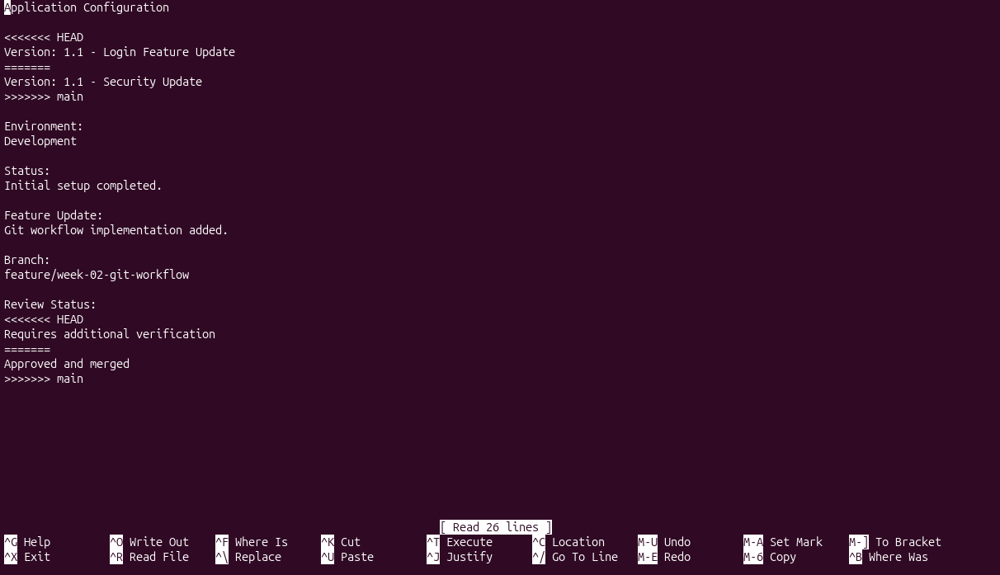 Application Configuration
<<<<<<< HEAD
Version: 1.1 - Login Feature Update
=======
Version: 1.1 - Security Update
>>>>>>> main
Environment:
Development
Status:
Initial setup completed.
Feature Update:
Git workflow implementation added.
Branch:
feature/week-02-git-workflow
Review Status:
<<<<<<< HEAD
Requires additional verification
=======
Approved and merged
>>>>>>> main
[ Read 26 lines ]
^G Help ^O Write Out ^F Where Is ^K Cut ^T Execute ^C Location M-U Undo M-A Set Mark M-] To Bracket
^X Exit ^R Read File ^\ Replace ^U Paste ^J Justify ^/ Go To Line M-E Redo M-6 Copy ^B Where Was